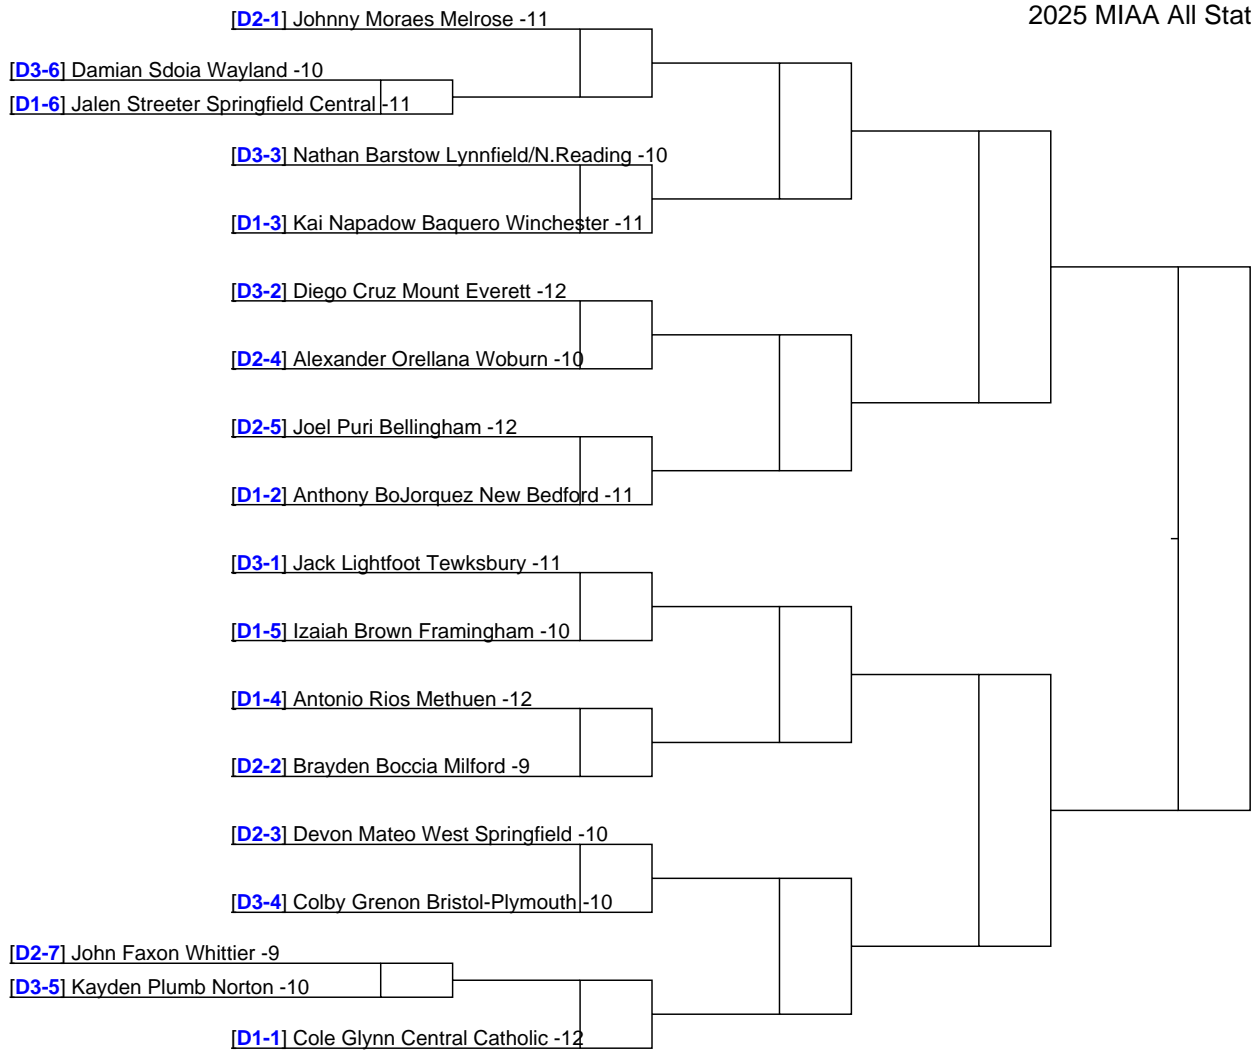 [D2-1] Johnny Moraes Melrose -11
2025 MIAA All Stat
[D3-6] Damian Sdoia Wayland -10
[D1-6] Jalen Streeter Springfield Central -11
[D3-3] Nathan Barstow Lynnfield/N.Reading -10
[D1-3] Kai Napadow Baquero Winchester -11
[D3-2] Diego Cruz Mount Everett -12
[D2-4] Alexander Orellana Woburn -10
[D2-5] Joel Puri Bellingham -12
[D1-2] Anthony BoJorquez New Bedford -11
[D3-1] Jack Lightfoot Tewksbury -11
[D1-5] Izaiah Brown Framingham -10
[D1-4] Antonio Rios Methuen -12
[D2-2] Brayden Boccia Milford -9
[D2-3] Devon Mateo West Springfield -10
[D3-4] Colby Grenon Bristol-Plymouth -10
[D2-7] John Faxon Whittier -9
[D3-5] Kayden Plumb Norton -10
[D1-1] Cole Glynn Central Catholic -12